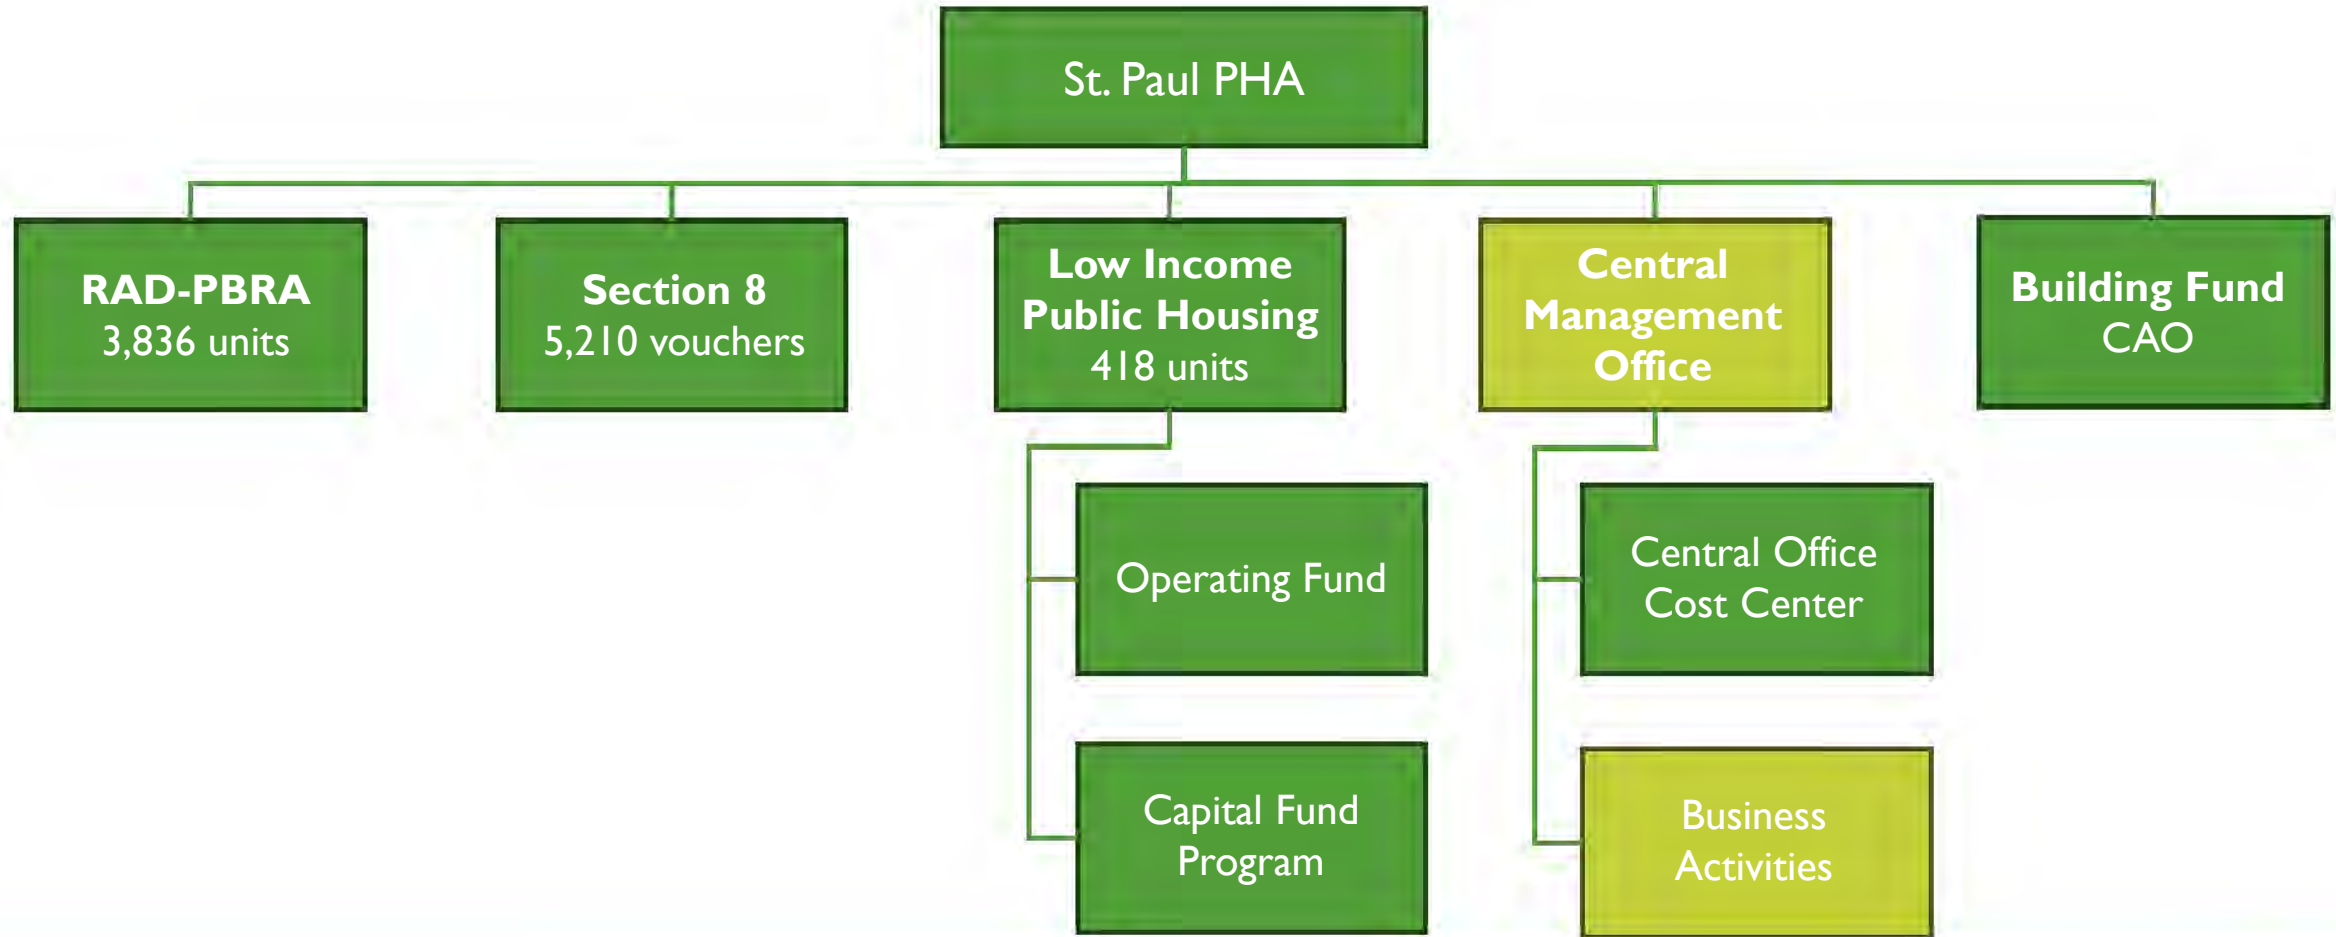 St. Paul PHA
RAD-PBRA
3,836 units
Section 8
5,210 vouchers
Low Income
Public Housing
418 units
Central
Management
Office
Building Fund
CAO
Operating Fund
Central Office
Cost Center
Capital Fund
Program
Business
Activities